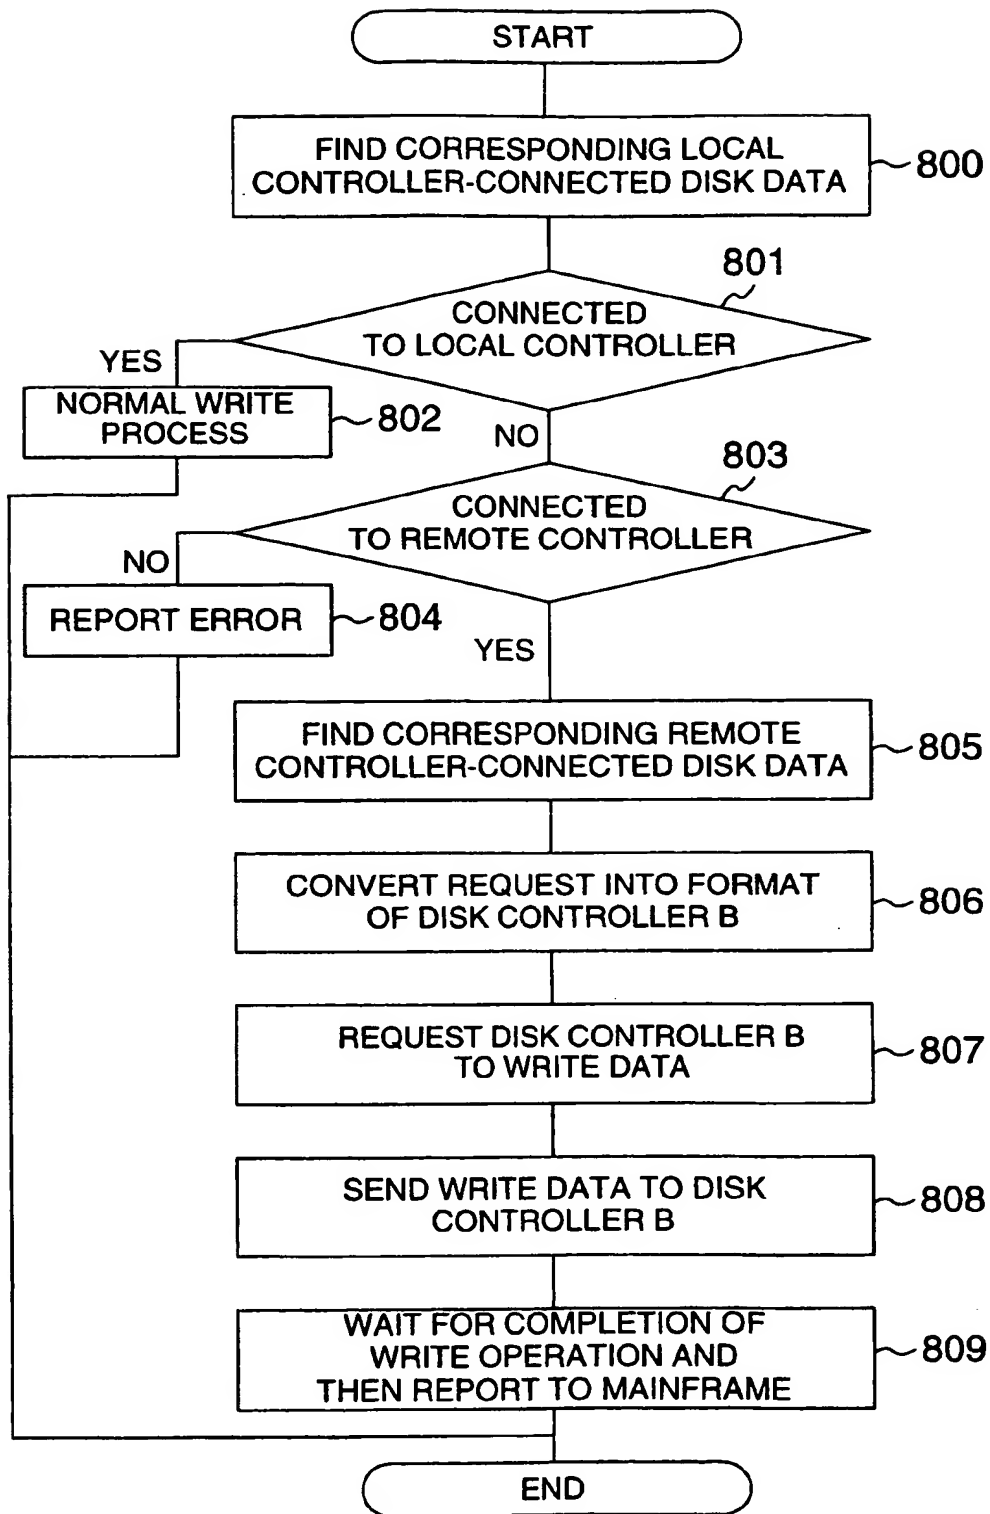 START
FIND CORRESPONDING LOCAL
CONTROLLER-CONNECTED DISK DATA
800
801
CONNECTED
TO LOCAL CONTROLLER
YES
NORMAL WRITE
PROCESS
802
NO
803
CONNECTED
TO REMOTE CONTROLLER
NO
REPORT ERROR
804
YES
FIND CORRESPONDING REMOTE
CONTROLLER-CONNECTED DISK DATA
805
CONVERT REQUEST INTO FORMAT
OF DISK CONTROLLER B
806
REQUEST DISK CONTROLLER B
TO WRITE DATA
807
SEND WRITE DATA TO DISK
CONTROLLER B
808
WAIT FOR COMPLETION OF
WRITE OPERATION AND
THEN REPORT TO MAINFRAME
809
END